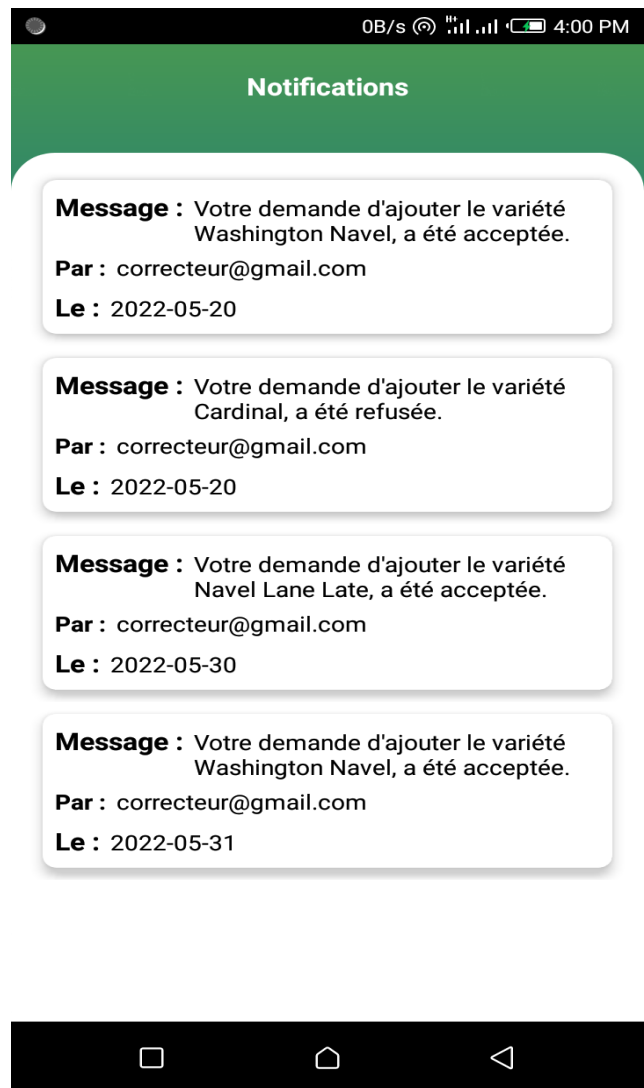 0B/s 4:00 PM
Notifications
Message : Votre demande d'ajouter le variété
Washington Navel, a été acceptée.
Par : correcteur@gmail.com
Le : 2022-05-20
Message : Votre demande d'ajouter le variété
Cardinal, a été refusée.
Par : correcteur@gmail.com
Le : 2022-05-20
Message : Votre demande d'ajouter le variété
Navel Lane Late, a été acceptée.
Par : correcteur@gmail.com
Le : 2022-05-30
Message : Votre demande d'ajouter le variété
Washington Navel, a été acceptée.
Par : correcteur@gmail.com
Le : 2022-05-31